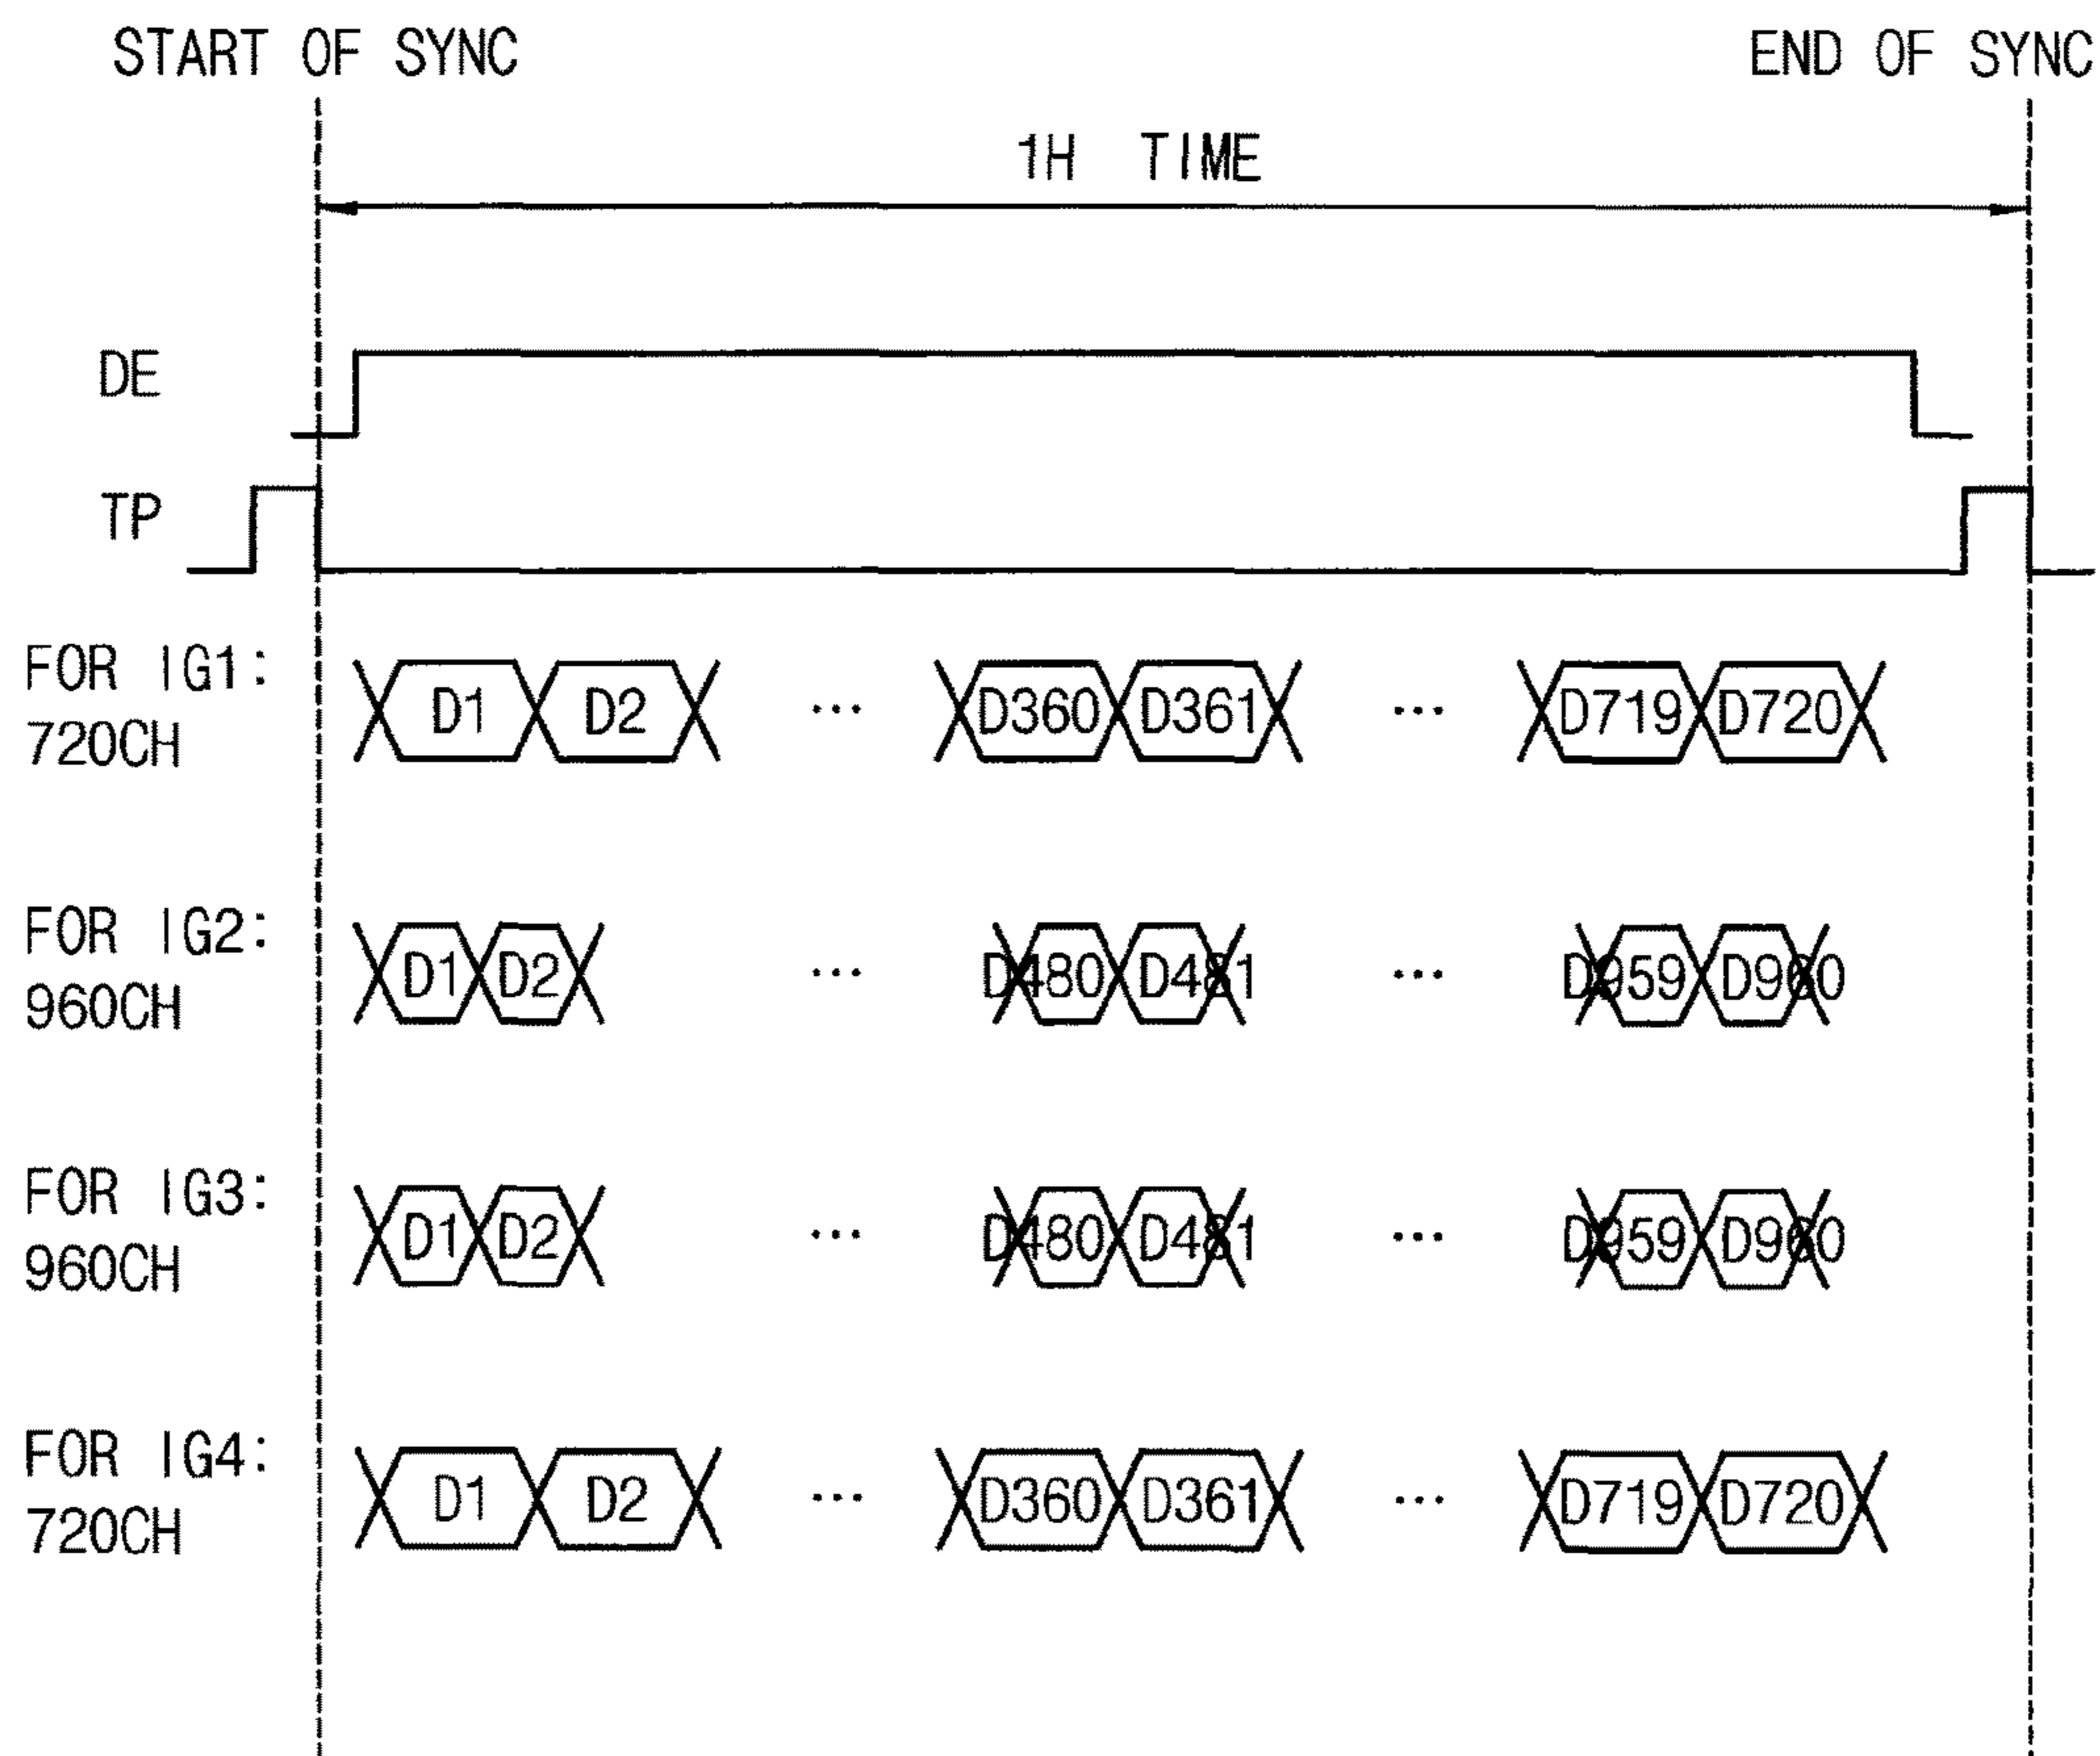 START OF SYNC END OF SYNC
1H TIME
DE
TP
FOR IG1:
720CH
D1 D2 ... D360 D361 ... D719 D720
FOR IG2:
960CH
D1 D2 ... D480 D481 ... D959 D960
FOR IG3:
960CH
D1 D2 ... D480 D481 ... D959 D960
FOR IG4:
720CH
D1 D2 ... D360 D361 ... D719 D720